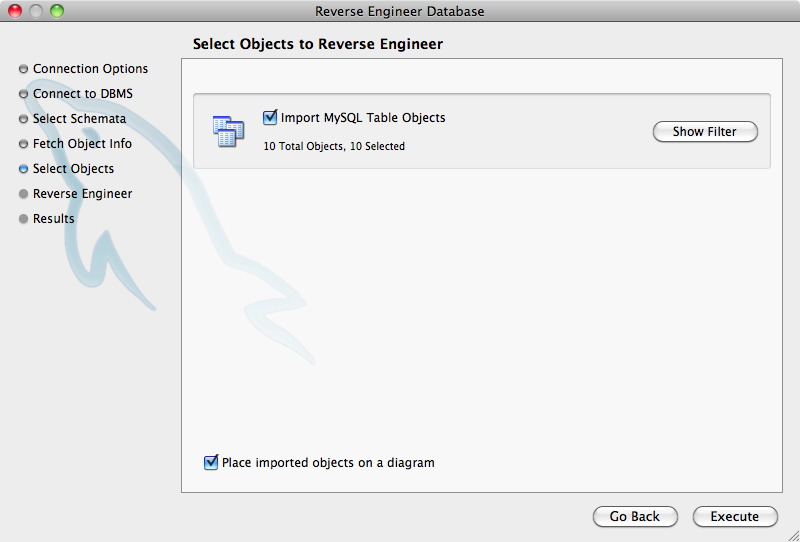 Reverse Engineer Database
Select Objects to Reverse Engineer
Connection Options
Connect to DBMS
Select Schemata
Fetch Object Info
Select Objects
Reverse Engineer
Results
Import MySQL Table Objects
10 Total Objects, 10 Selected
Show Filter
Place imported objects on a diagram
Go Back
Execute